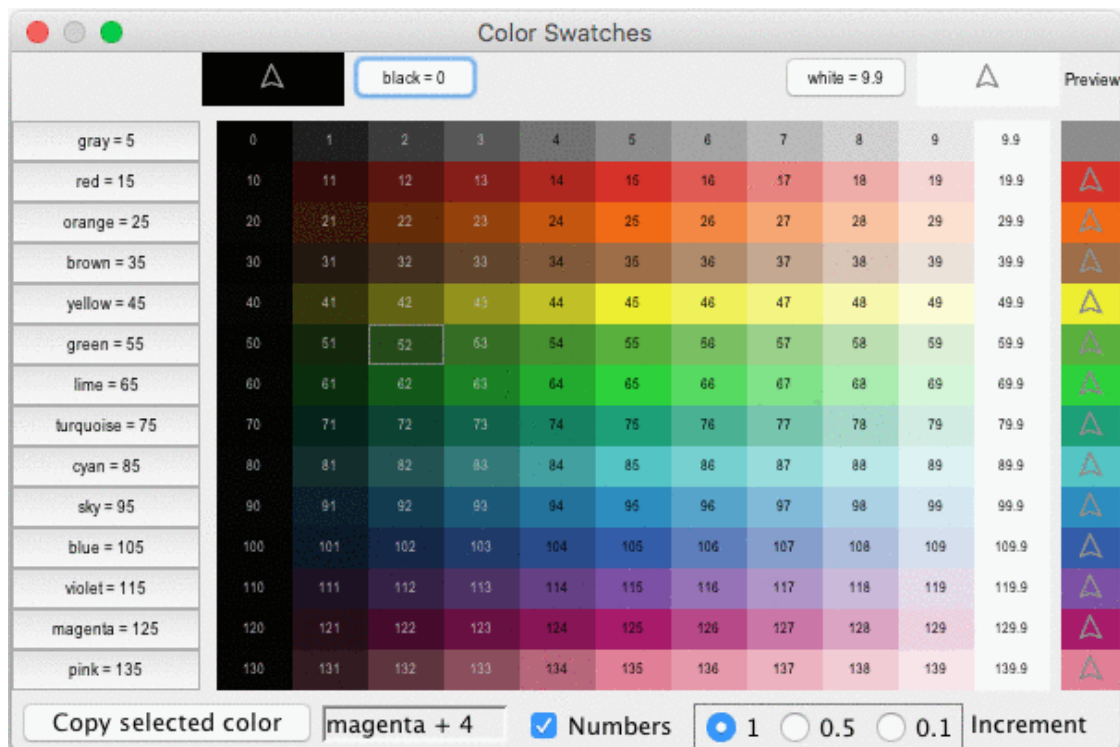 Color Swatches
black = 0 white = 9.9 Preview
gray = 5 0 1 2 3 4 5 6 7 8 9 9.9
red = 15 10 11 12 13 14 15 16 17 18 19 19.9
orange = 25 20 21 22 23 24 25 26 27 28 29 29.9
brown = 35 30 31 32 33 34 35 36 37 38 39 39.9
yellow = 45 40 41 42 43 44 45 46 47 48 49 49.9
green = 55 50 51 52 53 54 55 56 57 58 59 59.9
lime = 65 60 61 62 63 64 65 66 67 68 69 69.9
turquoise = 75 70 71 72 73 74 75 76 77 78 79 79.9
cyan = 85 80 81 82 83 84 85 86 87 88 89 89.9
sky = 95 90 91 92 93 94 95 96 97 98 99 99.9
blue = 105 100 101 102 103 104 105 106 107 108 109 109.9
violet = 115 110 111 112 113 114 115 116 117 118 119 119.9
magenta = 125 120 121 122 123 124 125 126 127 128 129 129.9
pink = 135 130 131 132 133 134 135 136 137 138 139 139.9
Copy selected color magenta + 4 Numbers 1 0.5 0.1 Increment